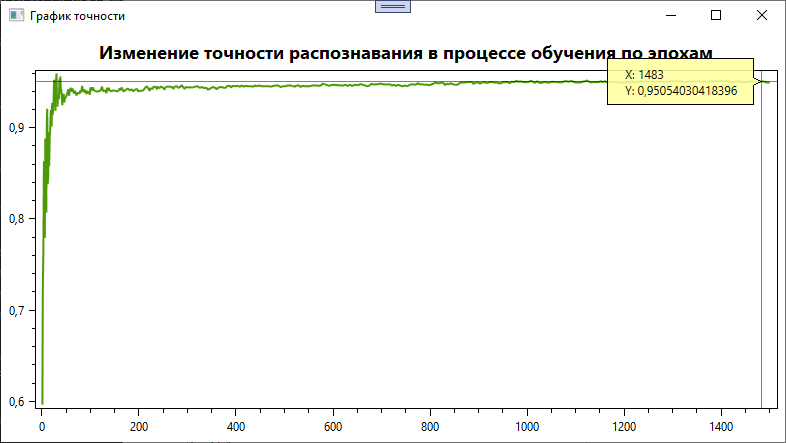 График точности
Изменение точности распознавания в процессе обучения по эпохам
X: 1483
Y: 0,95054030418396
0,9
0,8
0,7
0,6
0 200 400 600 800 1000 1200 1400